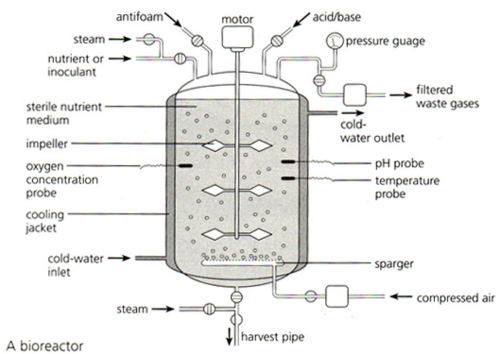 antifoam
motor
acid/base
steam
pressure guage
nutrient or
inoculant
filtered
waste gases
sterile nutrient
medium
cold-
water outlet
impeller
oxygen
concentration
probe
pH probe
temperature
probe
cooling
jacket
cold-water
inlet
sparger
compressed air
steam
harvest pipe
A bioreactor